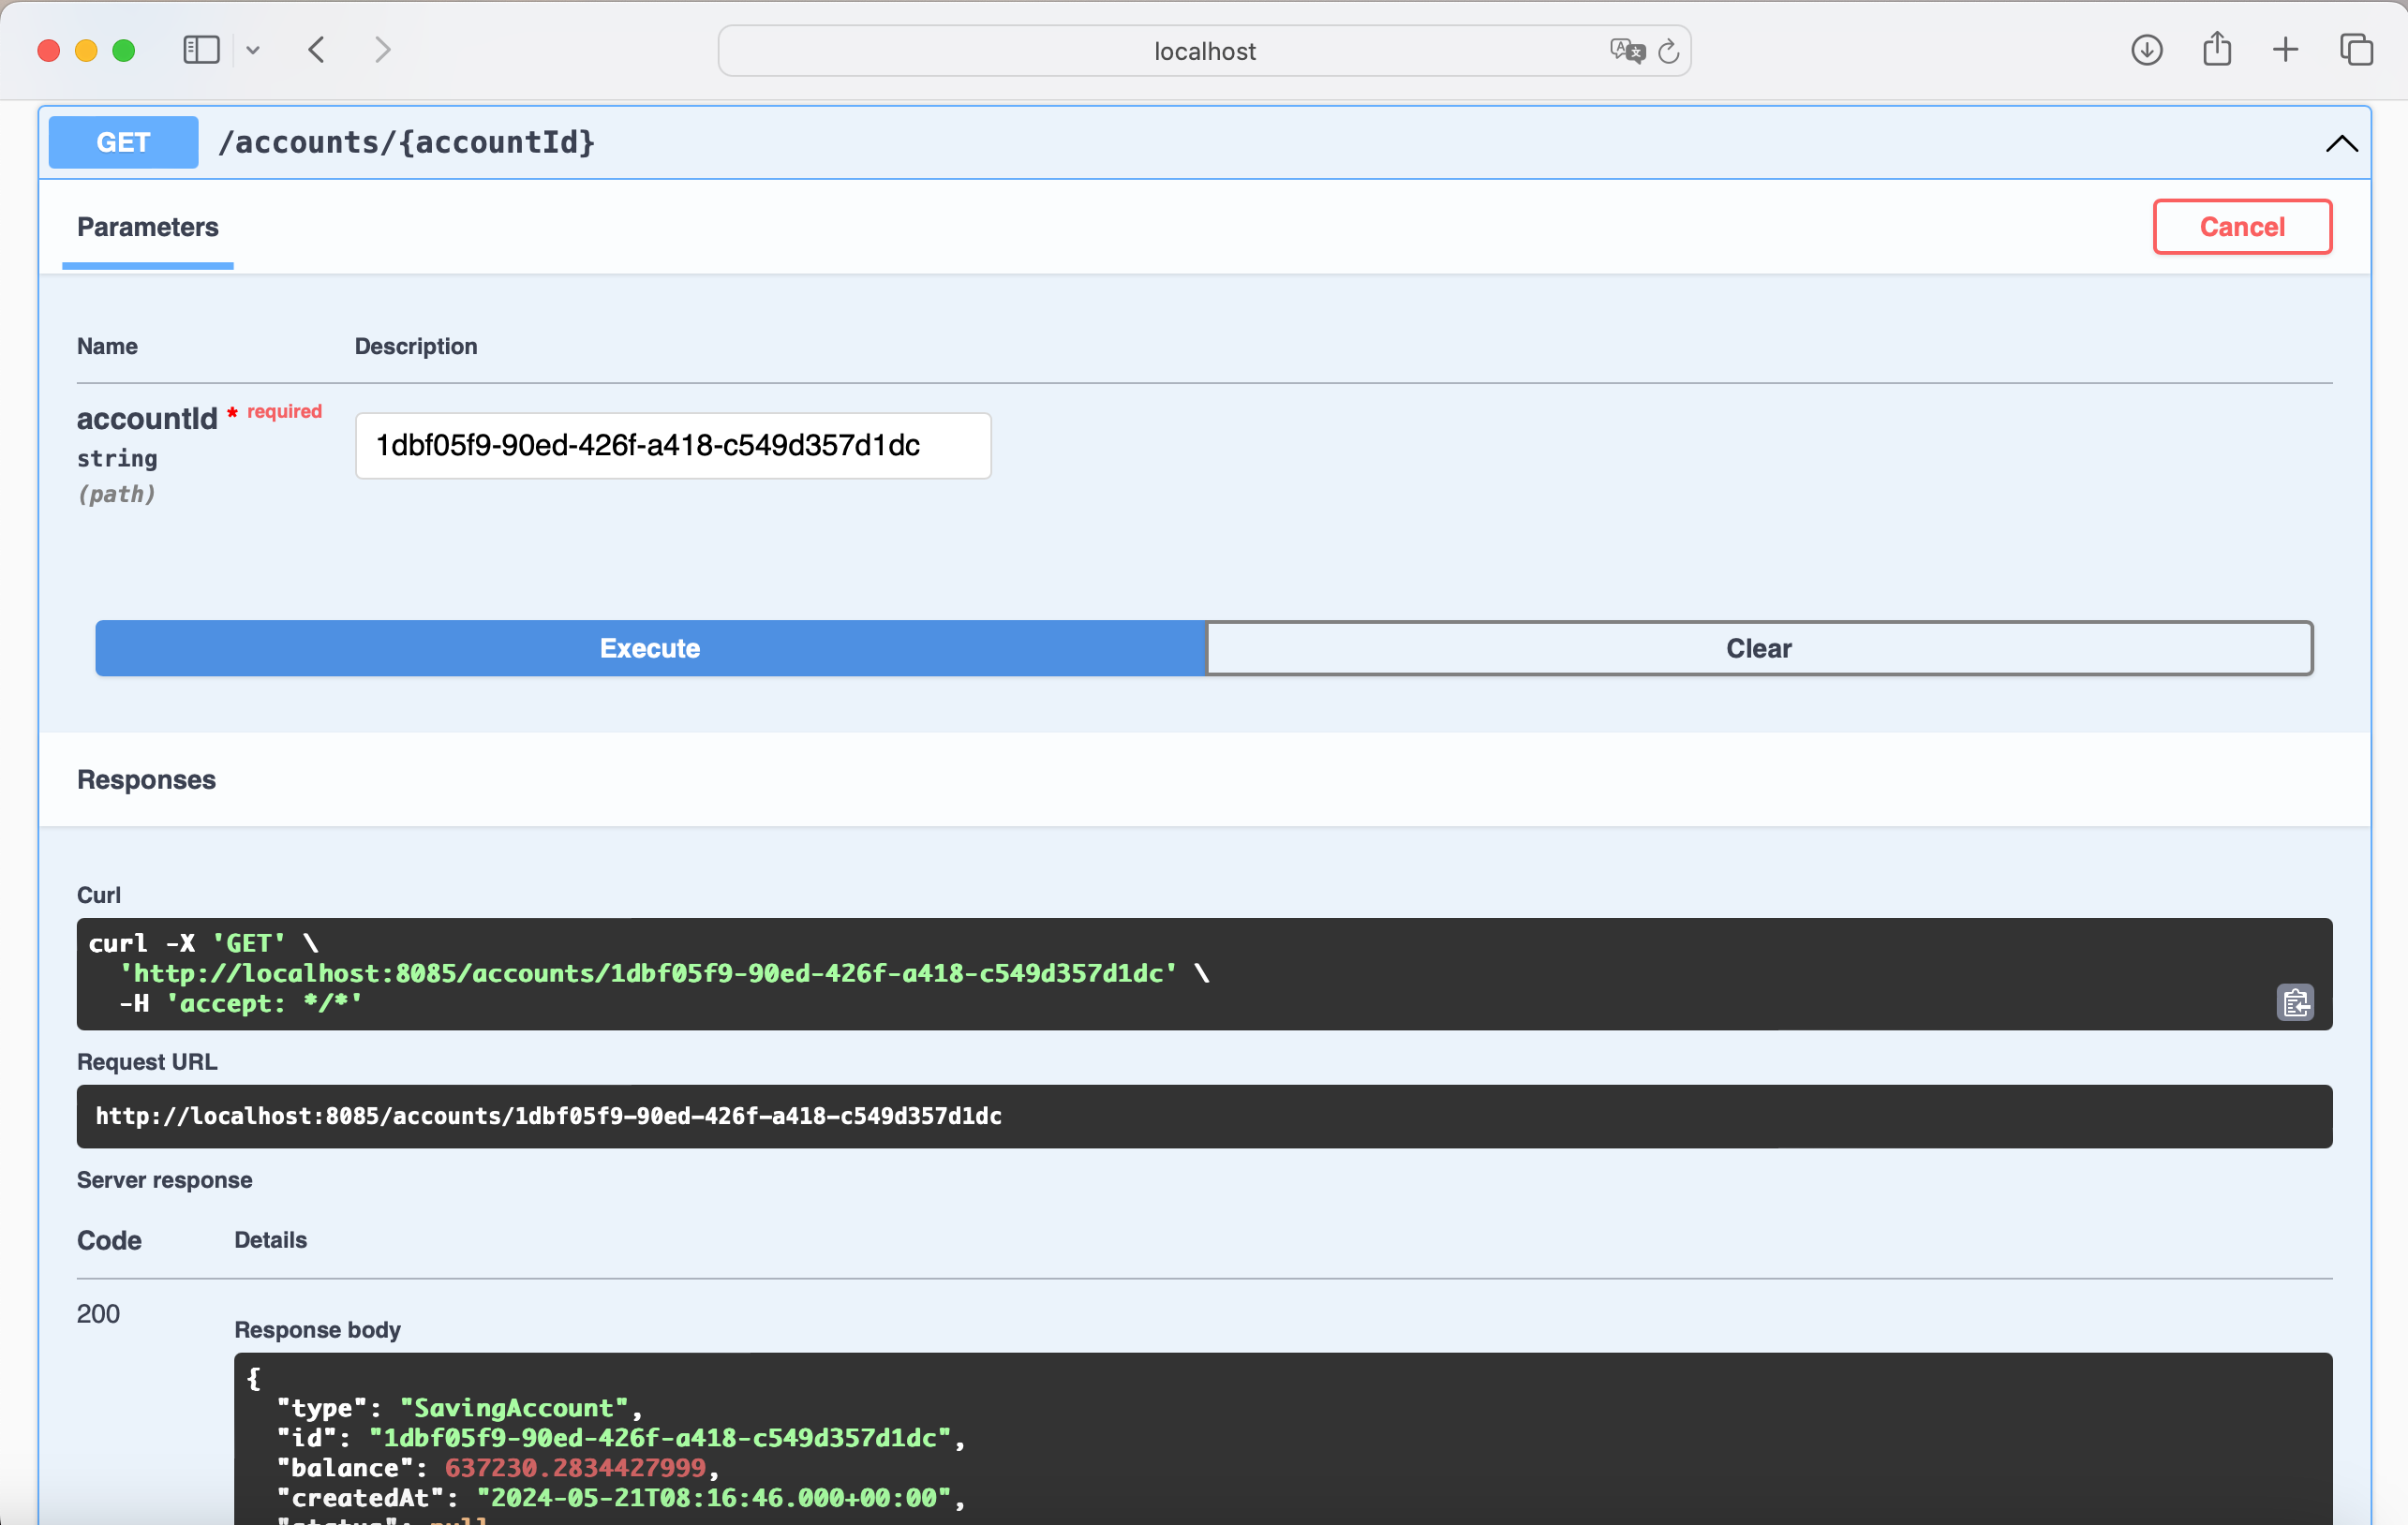 localhost
GET /accounts/{accountId}
Parameters
Cancel
Name Description
accountId * required
string
(path)
1dbf05f9-90ed-426f-a418-c549d357d1dc
Execute Clear
Responses
Curl
curl -X 'GET' \
  'http://localhost:8085/accounts/1dbf05f9-90ed-426f-a418-c549d357d1dc' \
  -H 'accept: */*'
Request URL
http://localhost:8085/accounts/1dbf05f9-90ed-426f-a418-c549d357d1dc
Server response
Code Details
200
Response body
{
  "type": "SavingAccount",
  "id": "1dbf05f9-90ed-426f-a418-c549d357d1dc",
  "balance": 637230.2834427999,
  "createdAt": "2024-05-21T08:16:46.000+00:00",
  "status": null